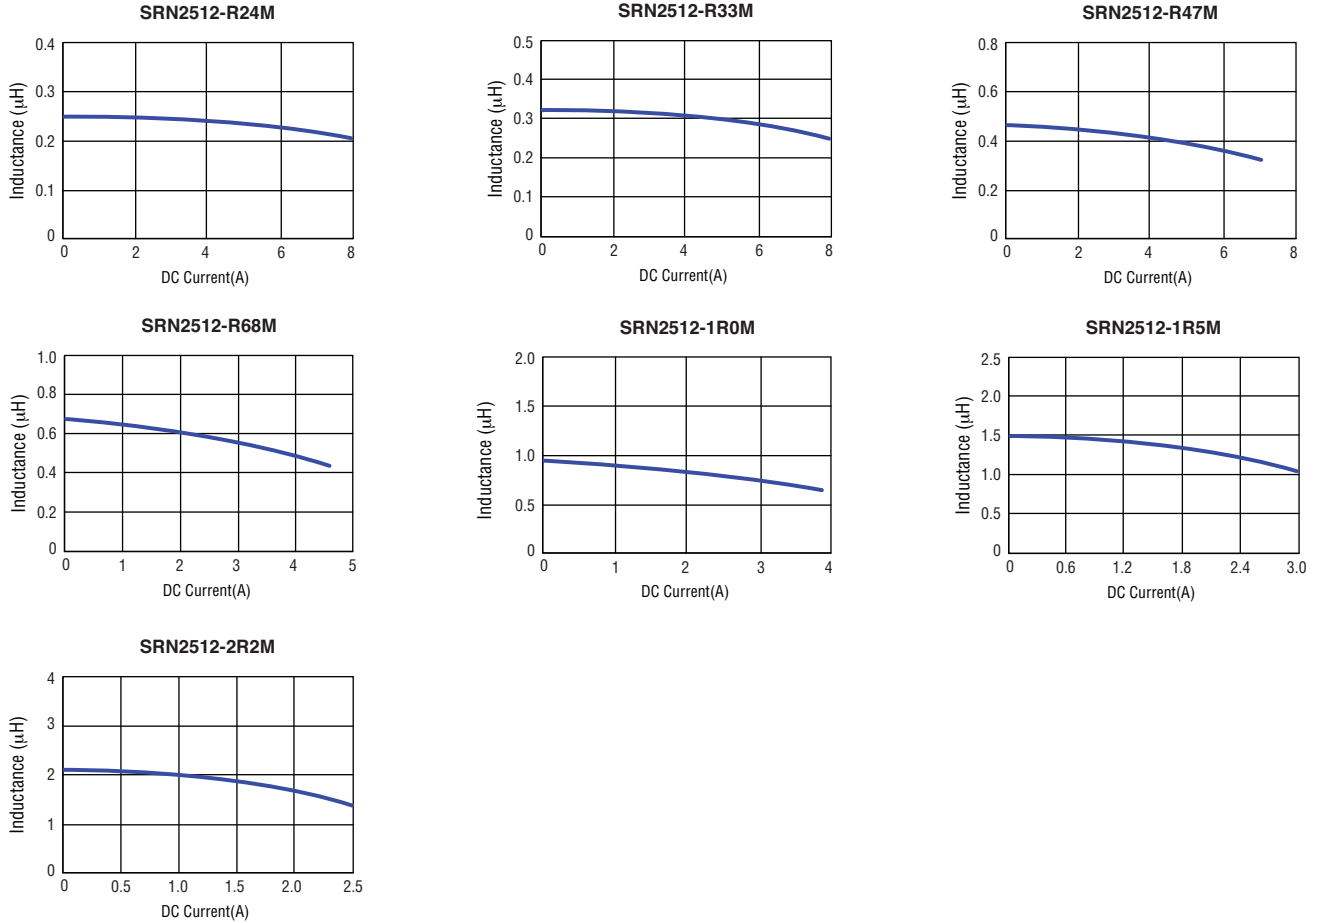 SRN2512-R24M
Inductance (μH)
0.4
0.3
0.2
0.1
0
0 2 4 6 8
DC Current(A)
SRN2512-R33M
Inductance (μH)
0.5
0.4
0.3
0.2
0.1
0
0 2 4 6 8
DC Current(A)
SRN2512-R47M
Inductance (μH)
0.8
0.6
0.4
0.2
0
0 2 4 6 8
DC Current(A)
SRN2512-R68M
Inductance (μH)
1.0
0.8
0.6
0.4
0.2
0
0 1 2 3 4 5
DC Current(A)
SRN2512-1R0M
Inductance (μH)
2.0
1.5
1.0
0.5
0
0 1 2 3 4
DC Current(A)
SRN2512-1R5M
Inductance (μH)
2.5
2.0
1.5
1.0
0.5
0
0 0.6 1.2 1.8 2.4 3.0
DC Current(A)
SRN2512-2R2M
Inductance (μH)
4
3
2
1
0
0 0.5 1.0 1.5 2.0 2.5
DC Current(A)